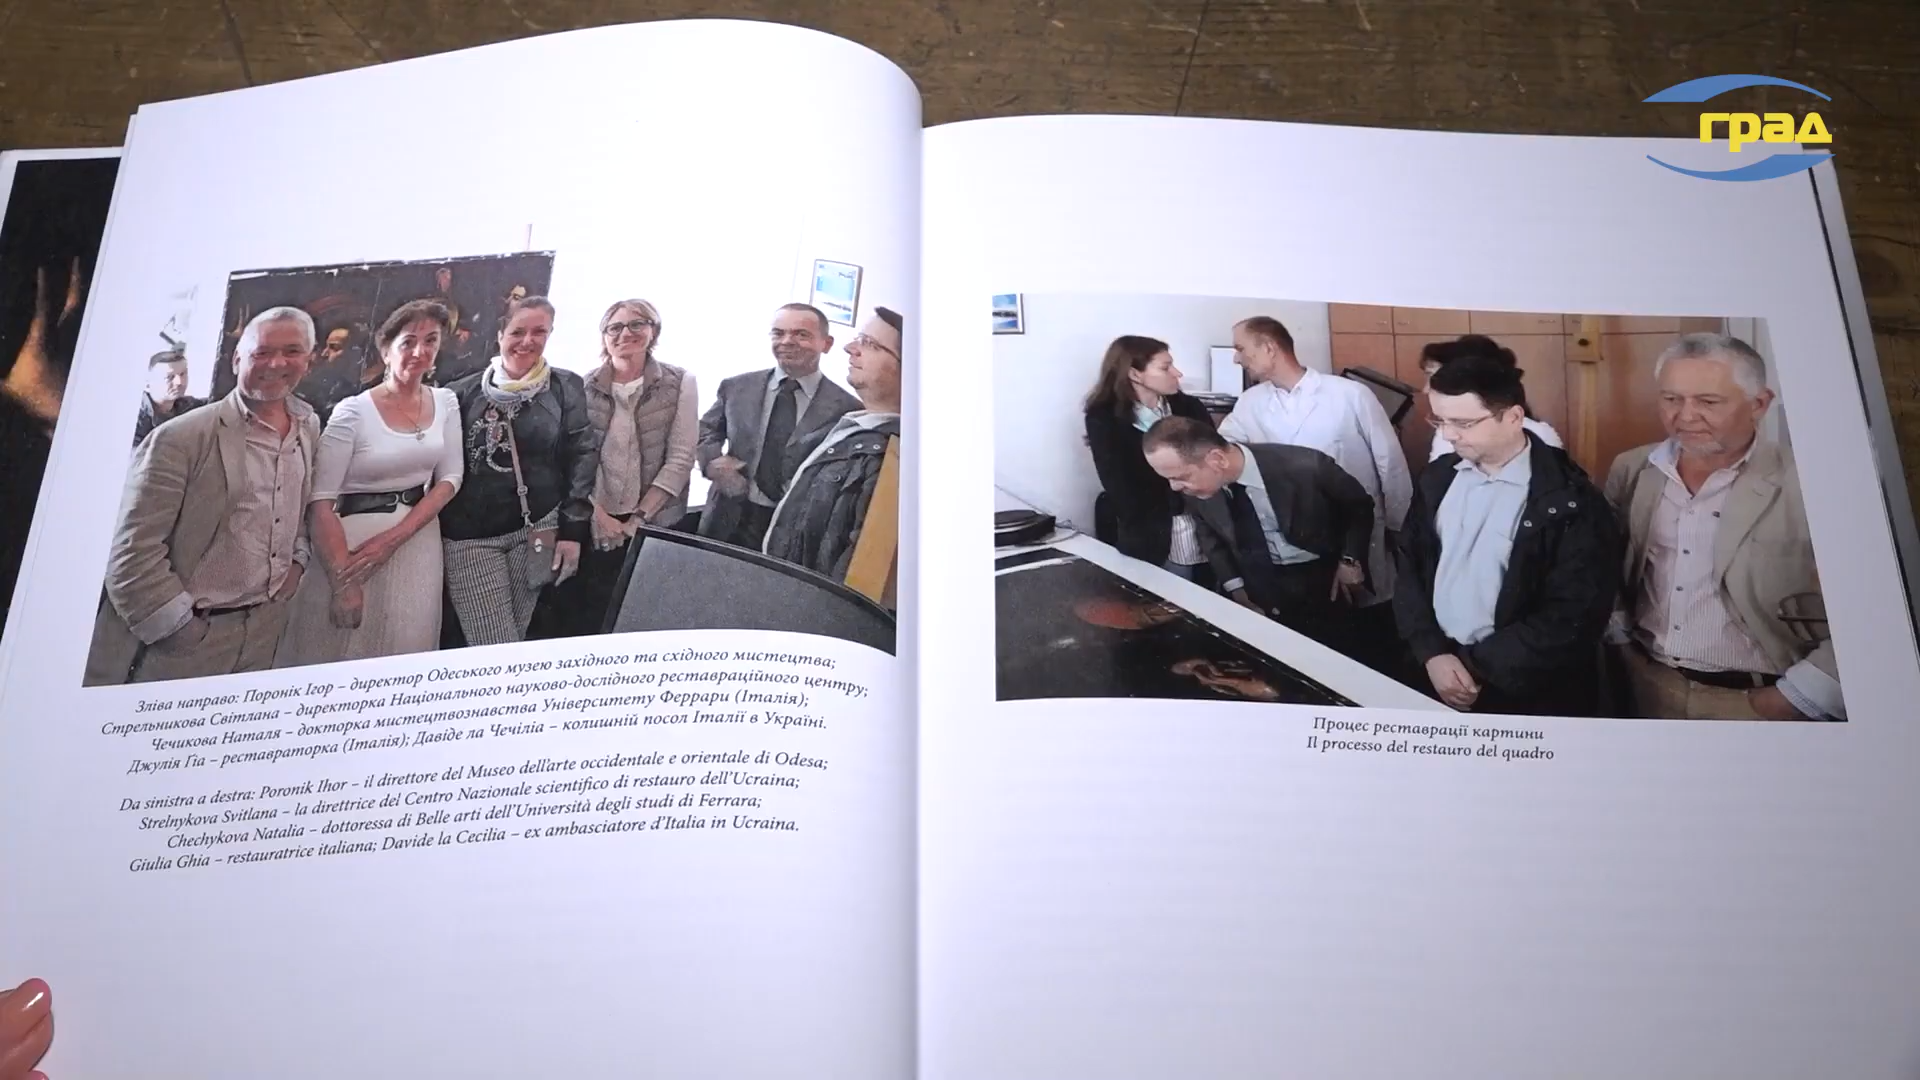 град
Зліва направо: Поронік Ігор – директор Одеського музею західного та східного мистецтва;
Стрельникова Світлана – директорка Національного науково-дослідного реставраційного центру;
Чечикова Наталя – докторка мистецтвознавства Університету Феррари (Італія);
Джулія Гіа – реставраторка (Італія); Давіде ла Чечіліа – колишній посол Італії в Україні.
Da sinistra a destra: Poronik Ihor – il direttore del Museo dell'arte occidentale e orientale di Odesa;
Strelnykova Svitlana – la direttrice del Centro Nazionale scientifico di restauro dell'Ucraina;
Chechykova Natalia – dottoressa di Belle arti dell'Università degli studi di Ferrara;
Giulia Ghia – restauratrice italiana; Davide la Cecilia – ex ambasciatore d'Italia in Ucraina.
Процес реставрації картини
Il processo del restauro del quadro